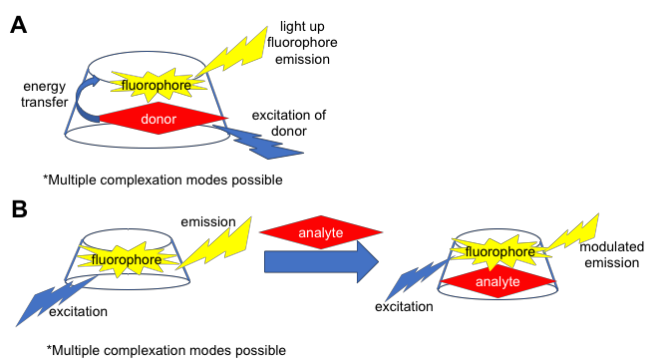 A
light up
fluorophore
emission
fluorophore
energy
transfer
donor
excitation of
donor
*Multiple complexation modes possible
B
emission
fluorophore
excitation
analyte
fluorophore
modulated
emission
analyte
excitation
*Multiple complexation modes possible